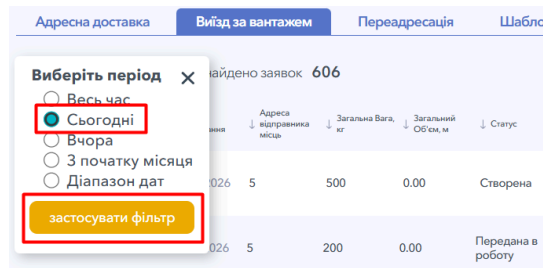 Адресна доставка Виїзд за вантажем Переадресація
Виберіть період
Весь час
Сьогодні
Вчора
З початку місяця
Діапазон дат
застосувати фільтр
заявок 606
Адреса відправника місць
Загальна Вага, кг
Загальний Об'єм, м
Статус
5 500 0.00 Створена
5 200 0.00 Передана в роботу